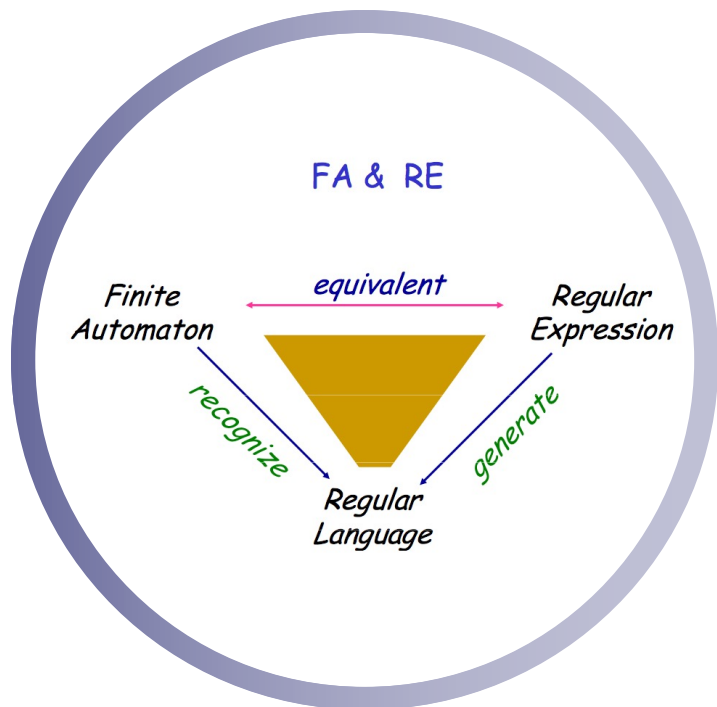 FA & RE
equivalent
Finite
Automaton
Regular
Expression
recognize
generate
Regular
Language